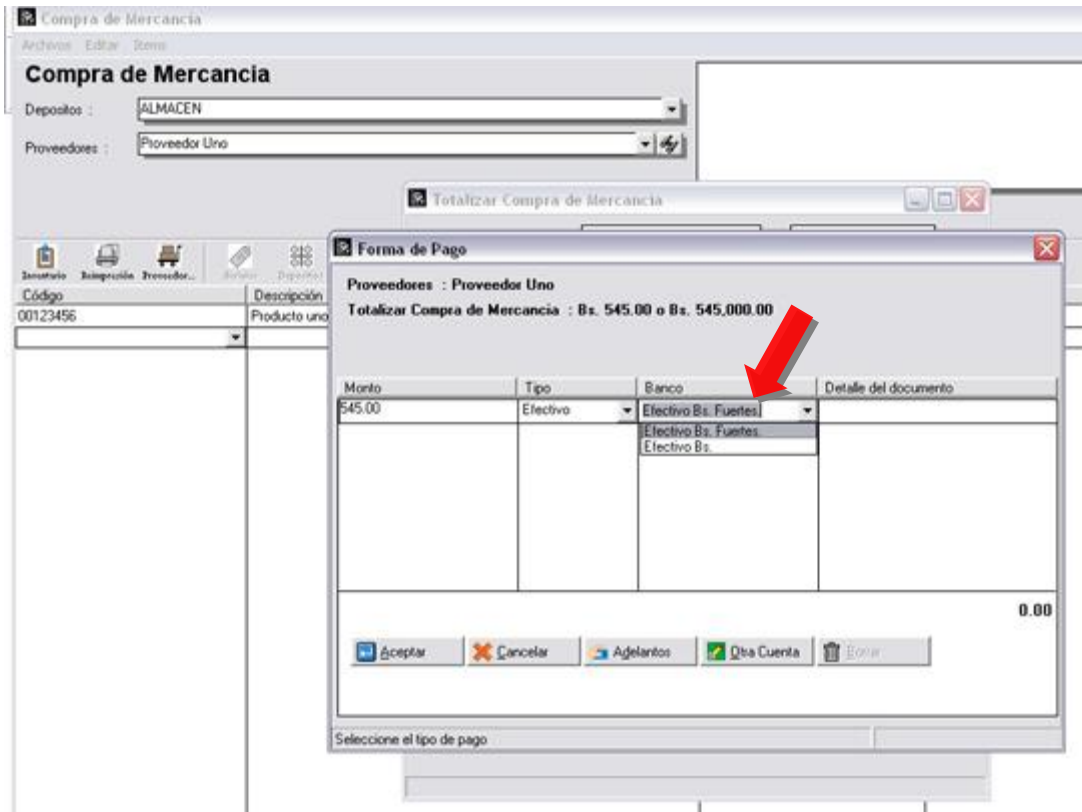 Compra de Mercancia
Archivos Editar Items
Compra de Mercancia
Depositos : ALMACEN
Proveedores : Proveedor Uno
Totalizar Compra de Mercancia
Inventario Reimpresión Proveedor...
Código Descripción
00123456 Producto uno
Forma de Pago
Proveedores : Proveedor Uno
Totalizar Compra de Mercancia : Bs. 545.00 o Bs. 545,000.00
Monto Tipo Banco Detalle del documento
545.00 Efectivo Efectivo Bs. Fuertes.
Efectivo Bs. Fuertes.
Efectivo Bs.
0.00
Aceptar Cancelar Adelantos Otra Cuenta Borrar
Seleccione el tipo de pago